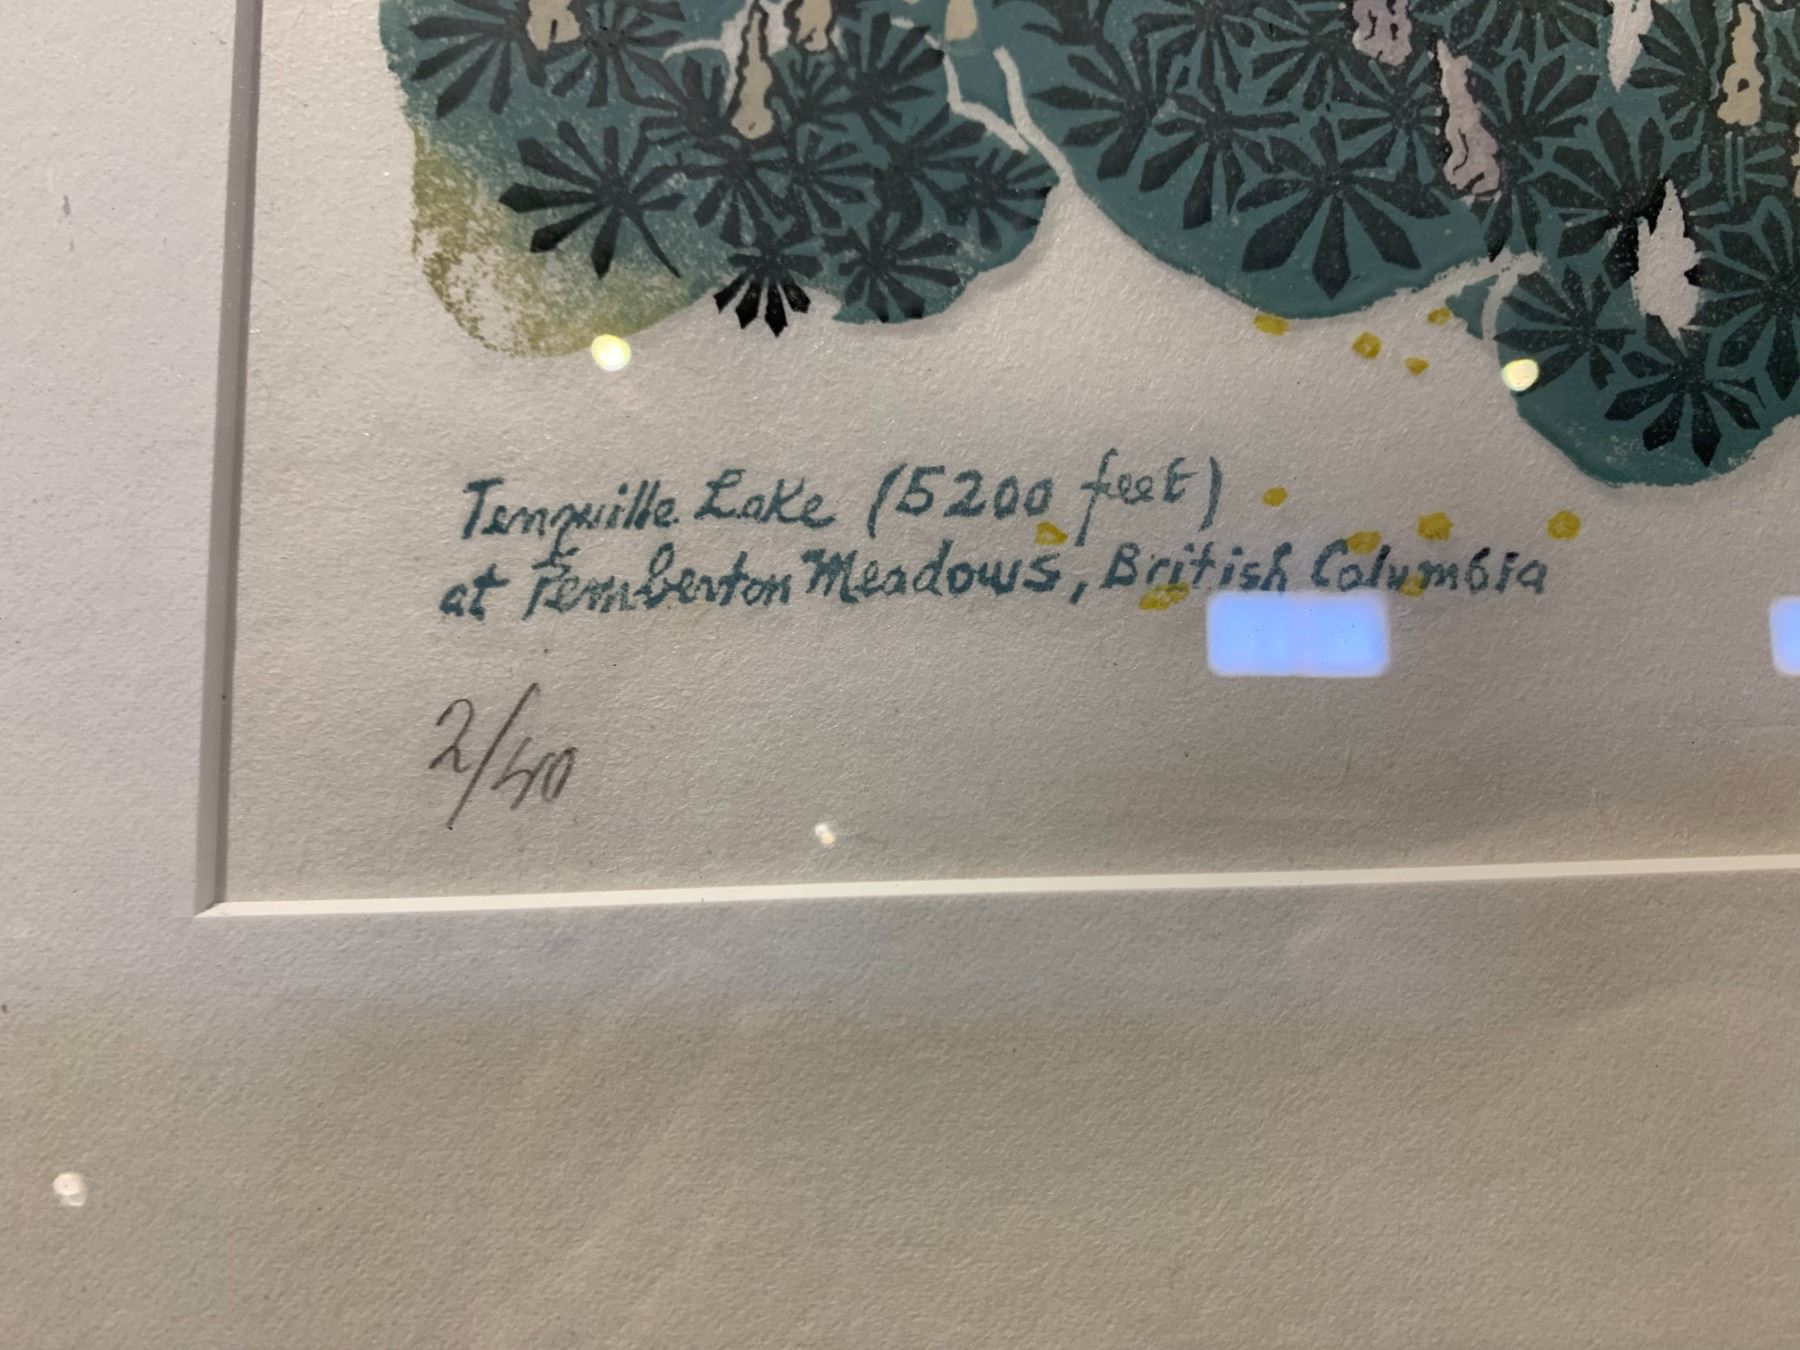 Tenquille Lake (5200 feet)
at Pemberton Meadows, British Columbia
2/40